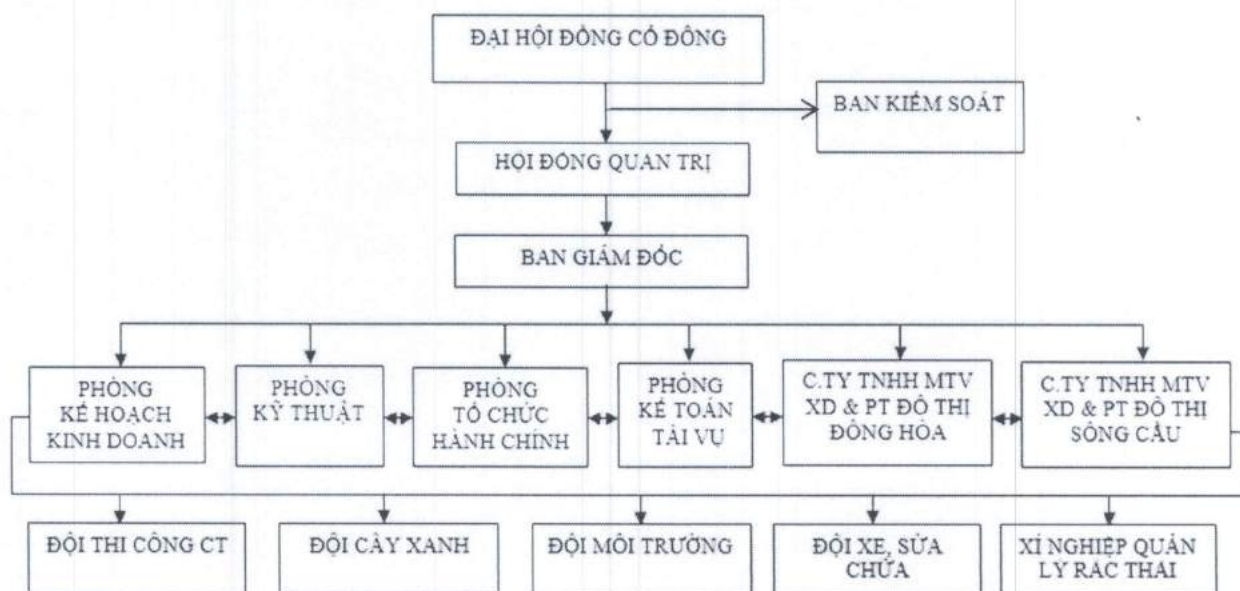 ĐẠI HỘI ĐỒNG CỔ ĐÔNG
BAN KIỂM SOÁT
HỘI ĐỒNG QUẢN TRỊ
BAN GIÁM ĐỐC
PHÒNG
KẾ HOẠCH
KINH DOANH
PHÒNG
KỸ THUẬT
PHÒNG
TỔ CHỨC
HÀNH CHÍNH
PHÒNG
KẾ TOÁN
TÀI VỤ
C.TY TNHH MTV
XD & PT ĐÔ THỊ
ĐÔNG HÒA
C.TY TNHH MTV
XD & PT ĐÔ THỊ
SÔNG CẦU
ĐỘI THI CÔNG CT
ĐỘI CÂY XANH
ĐỘI MÔI TRƯỜNG
ĐỘI XE, SỬA
CHỮA
XÍ NGHIỆP QUẢN
LÝ RÁC THẢI